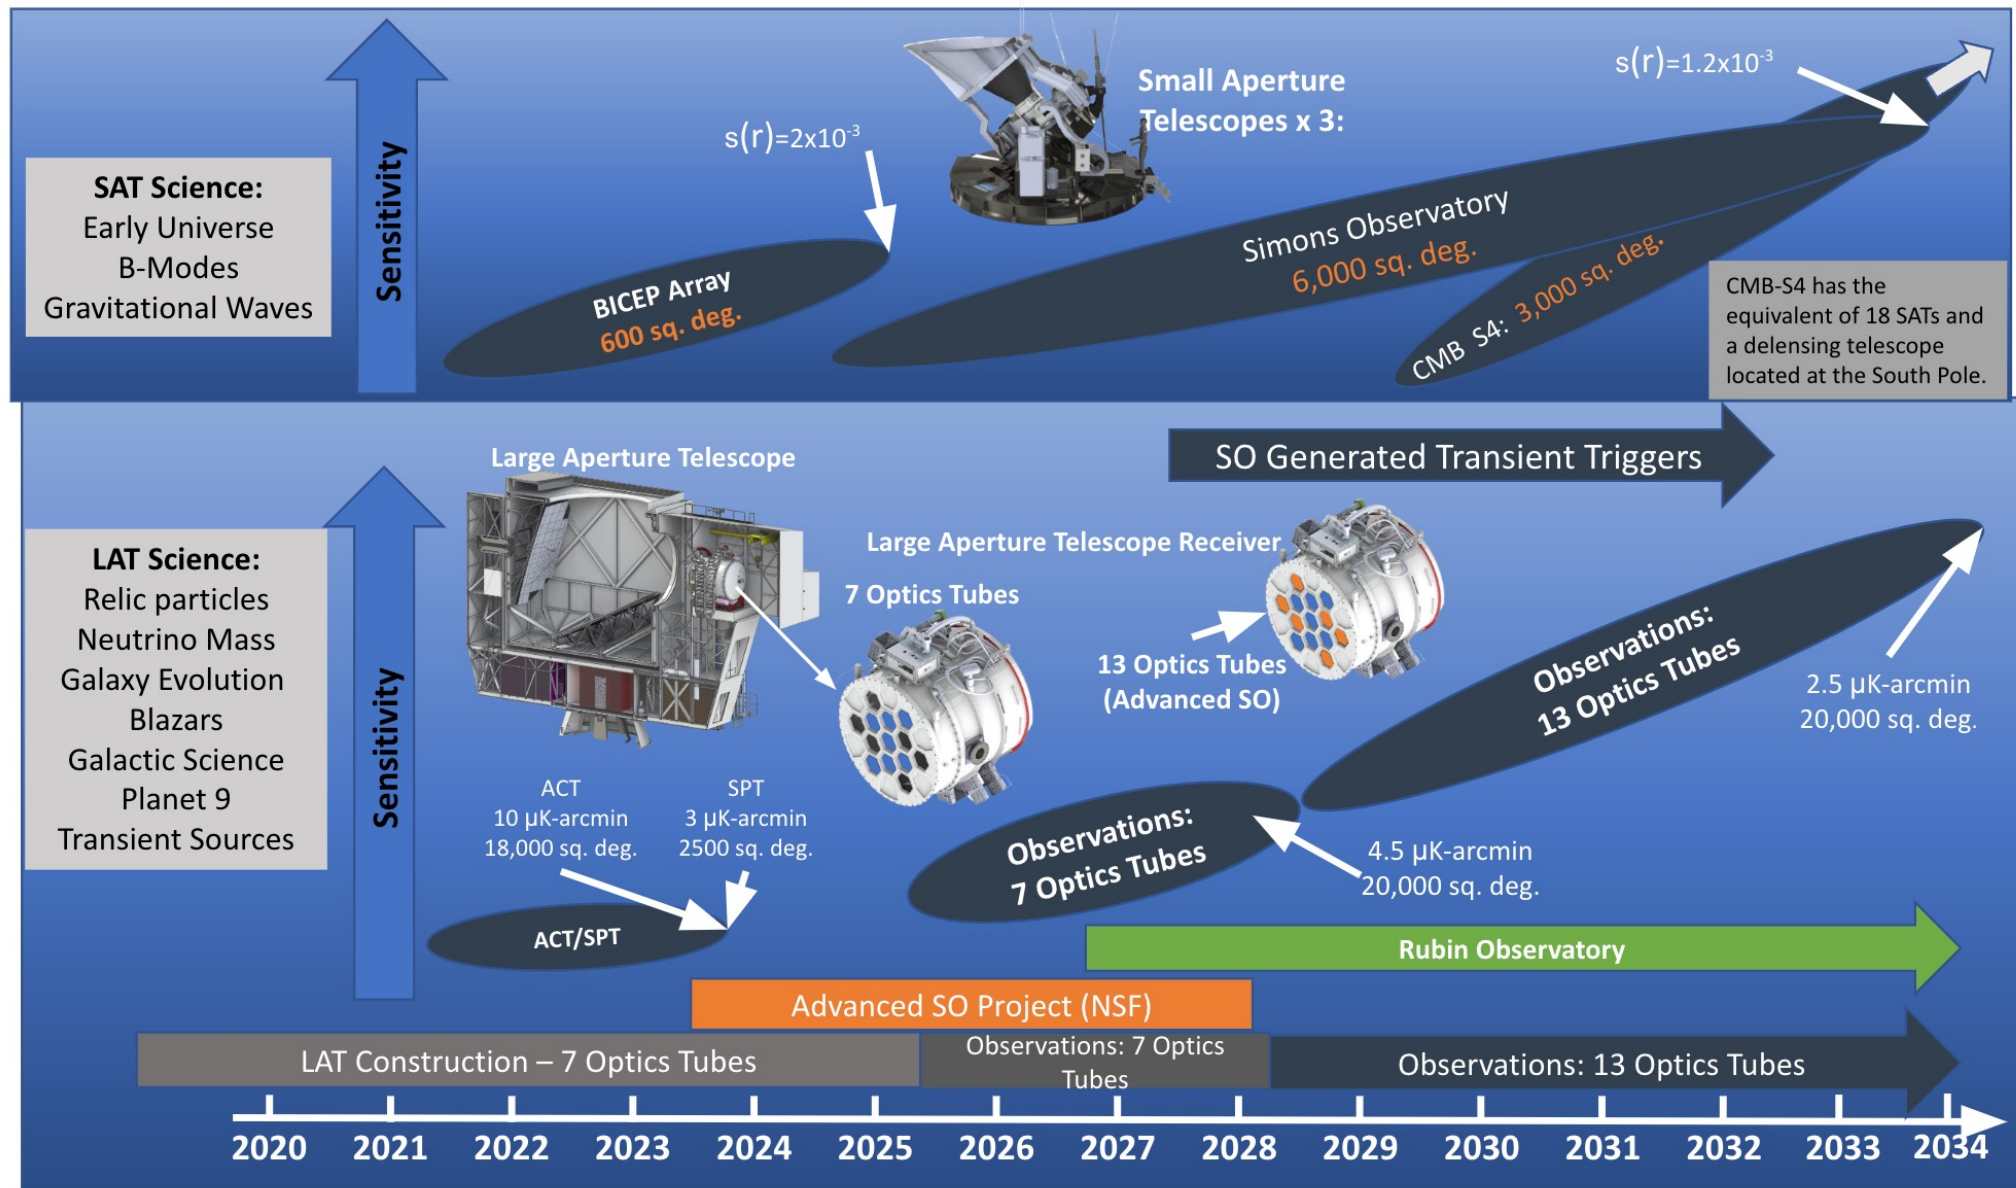 SAT Science:
Early Universe
B-Modes
Gravitational Waves
Sensitivity
s(r)=2x10⁻³
Small Aperture
Telescopes x 3:
s(r)=1.2x10⁻³
BICEP Array
600 sq. deg.
Simons Observatory
6,000 sq. deg.
CMB S4: 3,000 sq. deg.
CMB-S4 has the
equivalent of 18 SATs and
a delensing telescope
located at the South Pole.
LAT Science:
Relic particles
Neutrino Mass
Galaxy Evolution
Blazars
Galactic Science
Planet 9
Transient Sources
Sensitivity
Large Aperture Telescope
SO Generated Transient Triggers
Large Aperture Telescope Receiver
7 Optics Tubes
13 Optics Tubes
(Advanced SO)
Observations:
13 Optics Tubes
2.5 µK-arcmin
20,000 sq. deg.
ACT
10 µK-arcmin
18,000 sq. deg.
SPT
3 µK-arcmin
2500 sq. deg.
Observations:
7 Optics Tubes
4.5 µK-arcmin
20,000 sq. deg.
ACT/SPT
Rubin Observatory
Advanced SO Project (NSF)
LAT Construction – 7 Optics Tubes
Observations: 7 Optics
Tubes
Observations: 13 Optics Tubes
2020 2021 2022 2023 2024 2025 2026 2027 2028 2029 2030 2031 2032 2033 2034